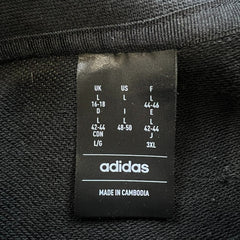 UK US F
L L L
16-18 L 44-46
D I E
L L L
42-44 48-50 42-44
CDN J
L/G 3XL
adidas
MADE IN CAMBODIA